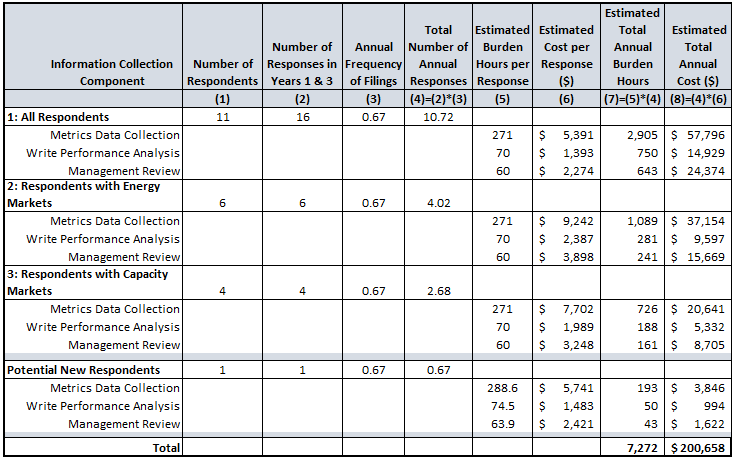 Information Collection Component | Number of Respondents | Number of Responses in Years 1 & 3 | Annual Frequency of Filings | Total Number of Annual Responses | Estimated Burden Hours per Response | Estimated Cost per Response ($) | Estimated Total Annual Burden Hours | Estimated Total Annual Cost ($)
(1) | (2) | (3) | (4)=(2)*(3) | (5) | (6) | (7)=(5)*(4) | (8)=(4)*(6)
1: All Respondents | 11 | 16 | 0.67 | 10.72
Metrics Data Collection | 271 | $ 5,391 | 2,905 | $ 57,796
Write Performance Analysis | 70 | $ 1,393 | 750 | $ 14,929
Management Review | 60 | $ 2,274 | 643 | $ 24,374
2: Respondents with Energy
Markets | 6 | 6 | 0.67 | 4.02
Metrics Data Collection | 271 | $ 9,242 | 1,089 | $ 37,154
Write Performance Analysis | 70 | $ 2,387 | 281 | $ 9,597
Management Review | 60 | $ 3,898 | 241 | $ 15,669
3: Respondents with Capacity
Markets | 4 | 4 | 0.67 | 2.68
Metrics Data Collection | 271 | $ 7,702 | 726 | $ 20,641
Write Performance Analysis | 70 | $ 1,989 | 188 | $ 5,332
Management Review | 60 | $ 3,248 | 161 | $ 8,705
Potential New Respondents | 1 | 1 | 0.67 | 0.67
Metrics Data Collection | 288.6 | $ 5,741 | 193 | $ 3,846
Write Performance Analysis | 74.5 | $ 1,483 | 50 | $ 994
Management Review | 63.9 | $ 2,421 | 43 | $ 1,622
Total | 7,272 | $ 200,658